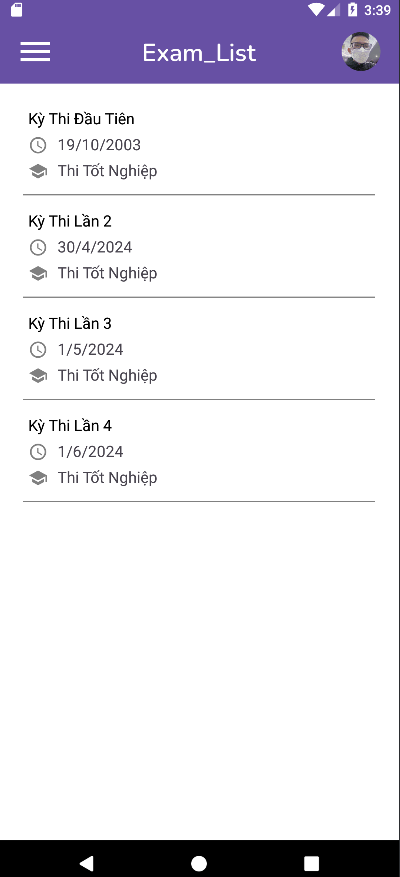 3:39
Exam_List
Kỳ Thi Đầu Tiên
19/10/2003
Thi Tốt Nghiệp
Kỳ Thi Lần 2
30/4/2024
Thi Tốt Nghiệp
Kỳ Thi Lần 3
1/5/2024
Thi Tốt Nghiệp
Kỳ Thi Lần 4
1/6/2024
Thi Tốt Nghiệp